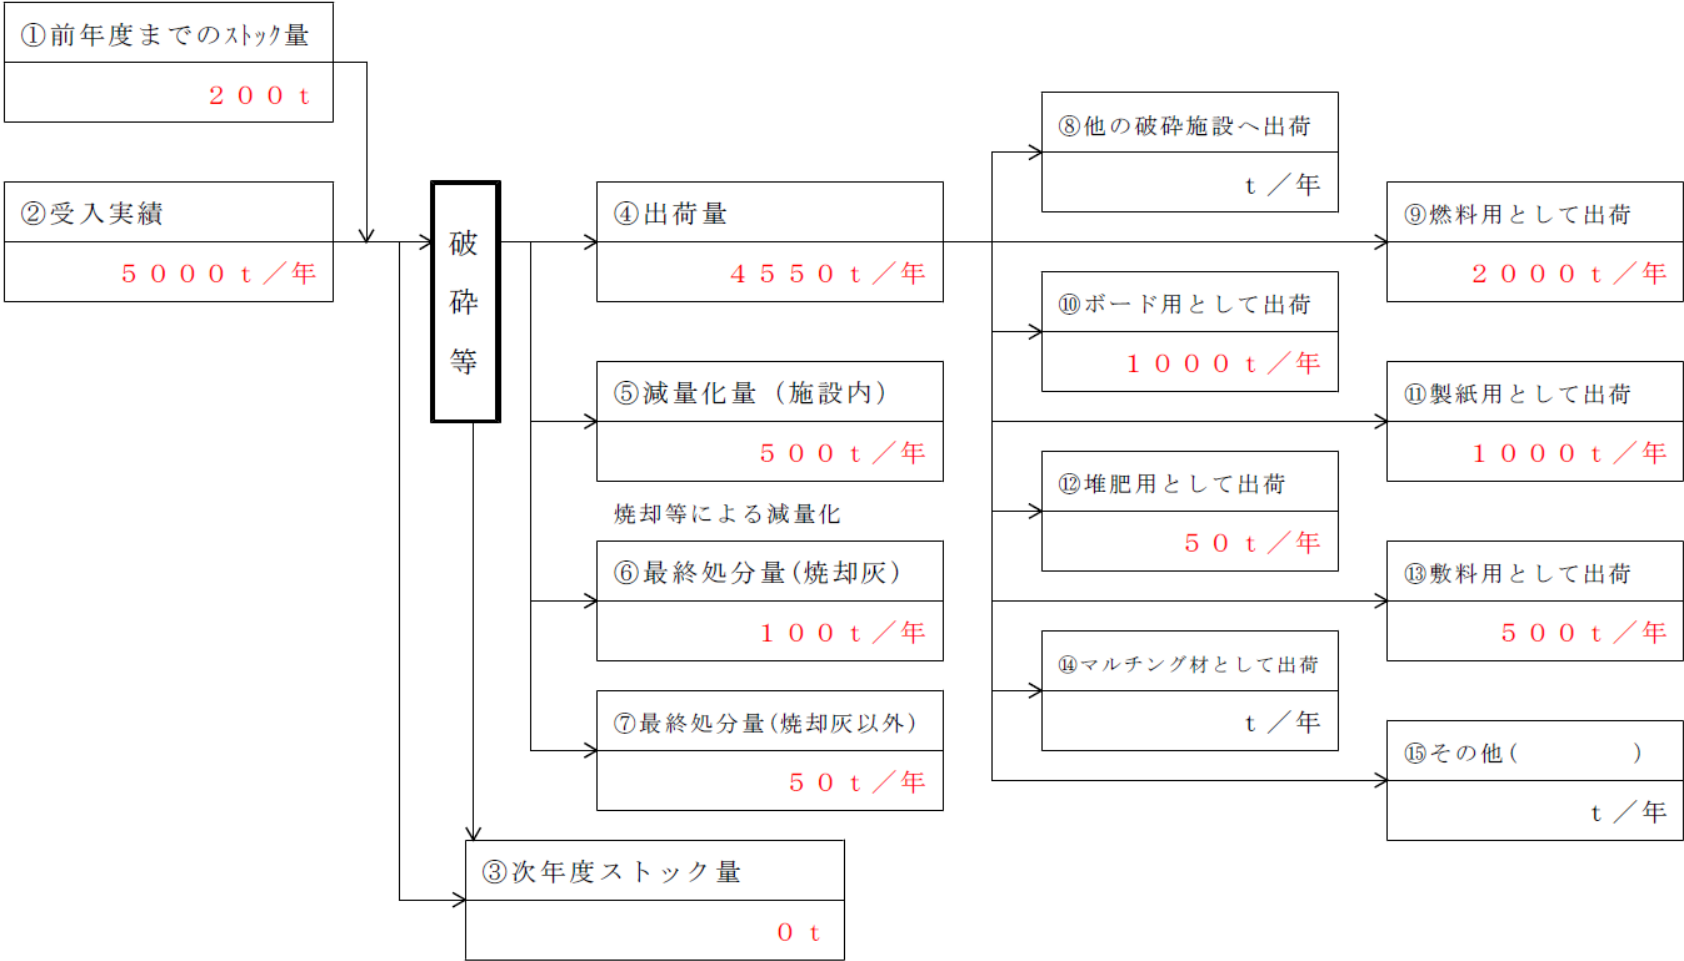 ①前年度までのｽﾄｯｸ量
２００ｔ
②受入実績
５０００ｔ／年
破
砕
等
③次年度ストック量
０ｔ
④出荷量
４５５０ｔ／年
⑤減量化量（施設内）
５００ｔ／年
焼却等による減量化
⑥最終処分量(焼却灰)
１００ｔ／年
⑦最終処分量(焼却灰以外)
５０ｔ／年
⑧他の破砕施設へ出荷
ｔ／年
⑨燃料用として出荷
２０００ｔ／年
⑩ボード用として出荷
１０００ｔ／年
⑪製紙用として出荷
１０００ｔ／年
⑫堆肥用として出荷
５０ｔ／年
⑬敷料用として出荷
５００ｔ／年
⑭マルチング材として出荷
ｔ／年
⑮その他(　　　　)
ｔ／年